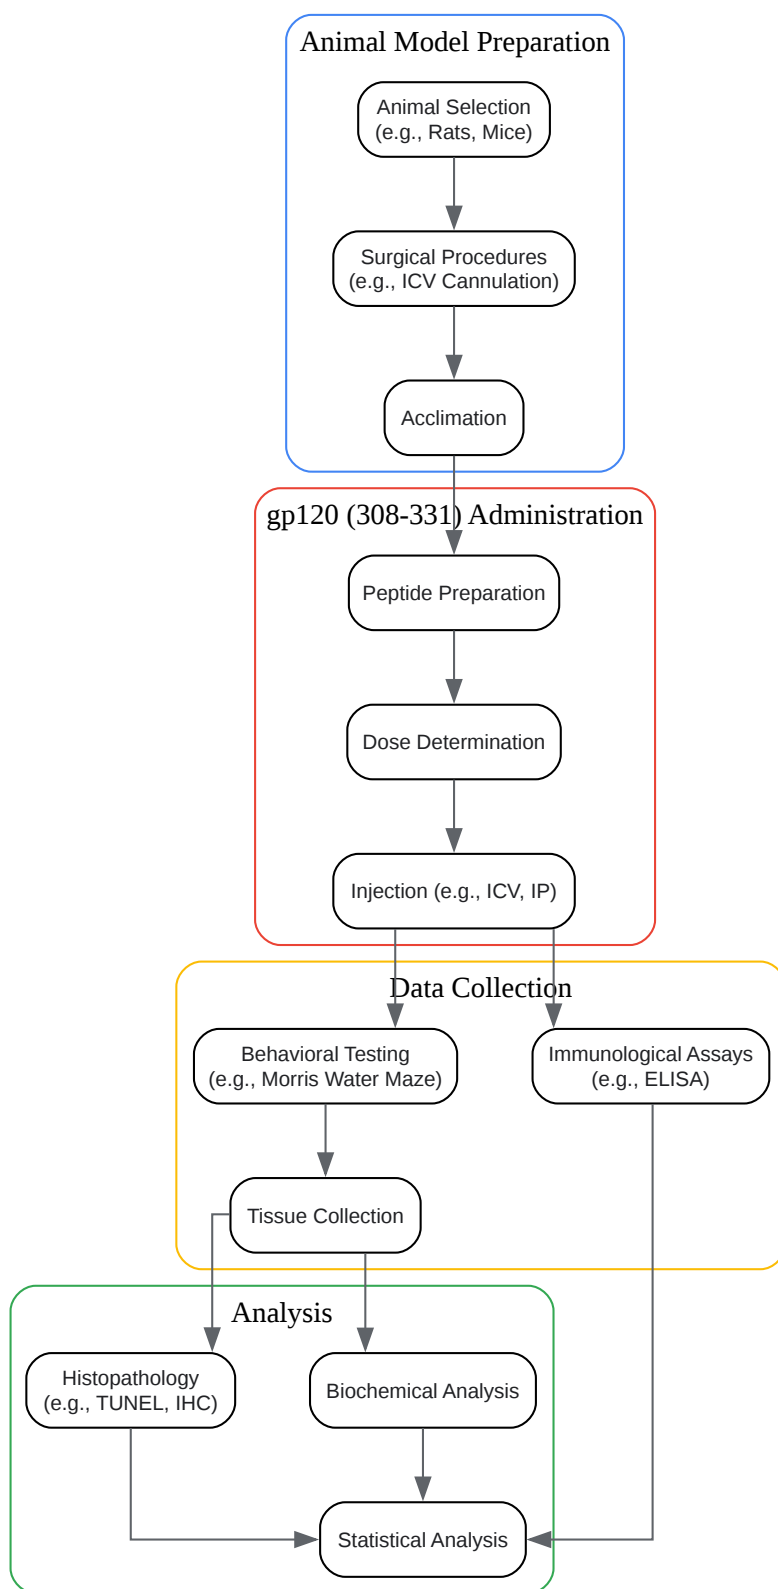 Animal Model Preparation
Animal Selection
(e.g., Rats, Mice)
Surgical Procedures
(e.g., ICV Cannulation)
Acclimation
gp120 (308-331) Administration
Peptide Preparation
Dose Determination
Injection (e.g., ICV, IP)
Data Collection
Behavioral Testing
(e.g., Morris Water Maze)
Immunological Assays
(e.g., ELISA)
Tissue Collection
Analysis
Histopathology
(e.g., TUNEL, IHC)
Biochemical Analysis
Statistical Analysis